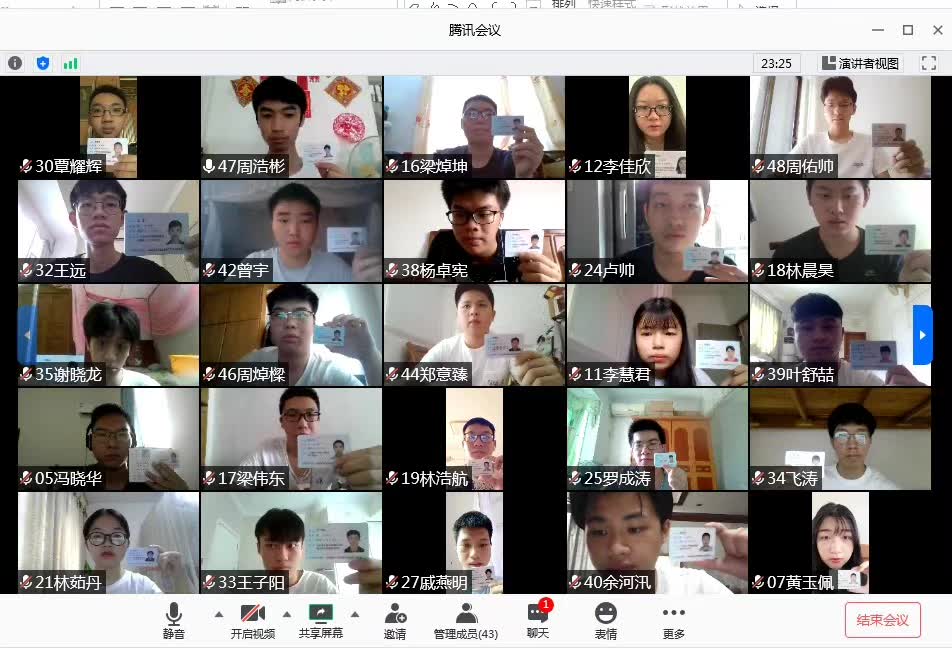 排列
快速样式
腾讯会议
23:25
演讲者视图
30覃耀辉
47周浩彬
16梁焯坤
12李佳欣
48周佑帅
32王远
42曾宇
38杨卓宪
24卢帅
18林晨昊
35谢晓龙
46周焯樑
44郑意臻
11李慧君
39叶舒喆
05冯晓华
17梁伟东
19林浩航
25罗成涛
34飞涛
21林茹丹
33王子阳
27戚燕明
40余河汛
07黄玉佩
1
静音
开启视频
共享屏幕
邀请
管理成员(43)
聊天
表情
更多
结束会议